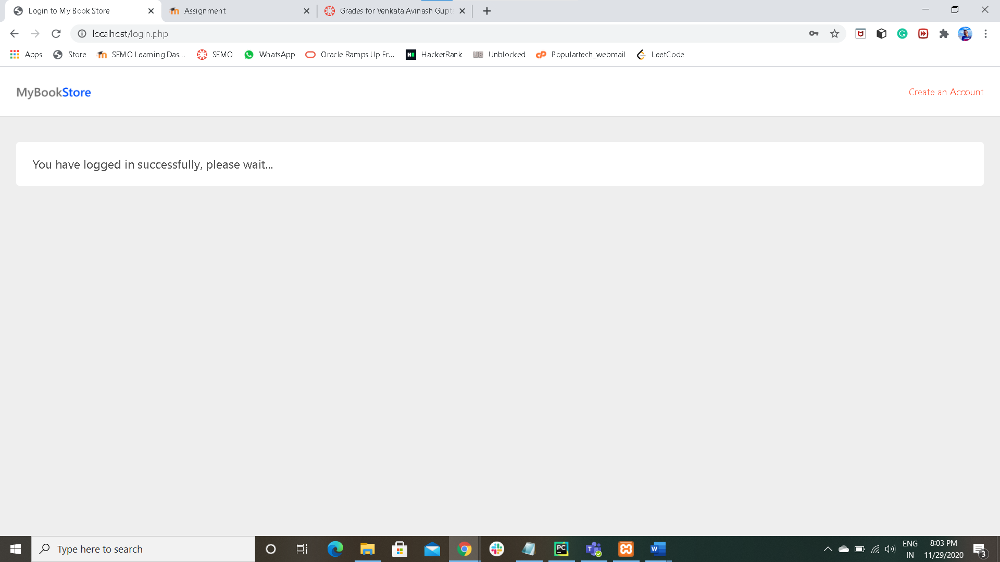 Login to My Book Store
Assignment
Grades for Venkata Avinash Gupt
localhost/login.php
Apps
Store
SEMO Learning Das...
SEMO
WhatsApp
Oracle Ramps Up Fr...
HackerRank
Unblocked
Populartech_webmail
LeetCode
MyBookStore
Create an Account
You have logged in successfully, please wait...
Type here to search
ENG
IN
8:03 PM
11/29/2020
3